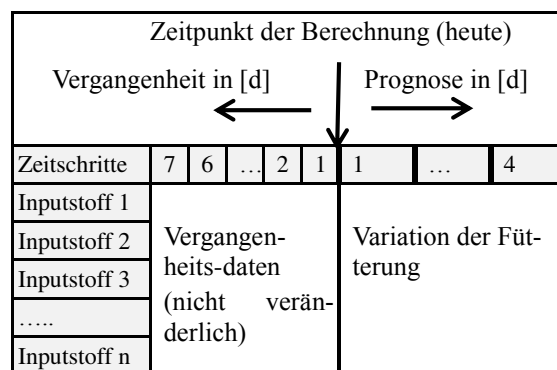 Zeitpunkt der Berechnung (heute)
Vergangenheit in [d] Prognose in [d]
Zeitschritte 7 6 … 2 1 1 … 4
Inputstoff 1
Inputstoff 2
Inputstoff 3
…..
Inputstoff n
Vergangen-
heits-daten
(nicht verän-
derlich)
Variation der Füt-
terung